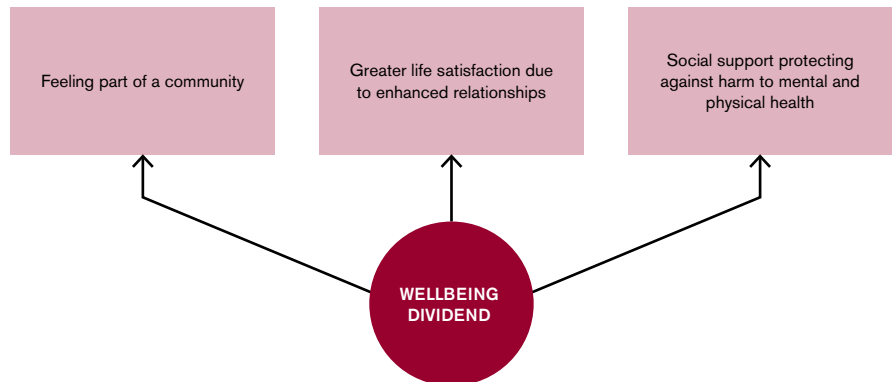 Feeling part of a community
Greater life satisfaction due
to enhanced relationships
Social support protecting
against harm to mental and
physical health
WELLBEING
DIVIDEND